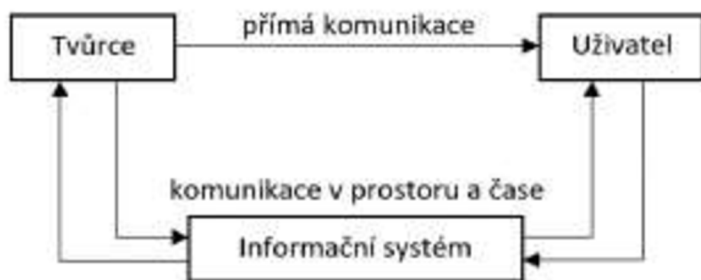 Tvůrce
přímá komunikace
Uživatel
komunikace v prostoru a čase
Informační systém